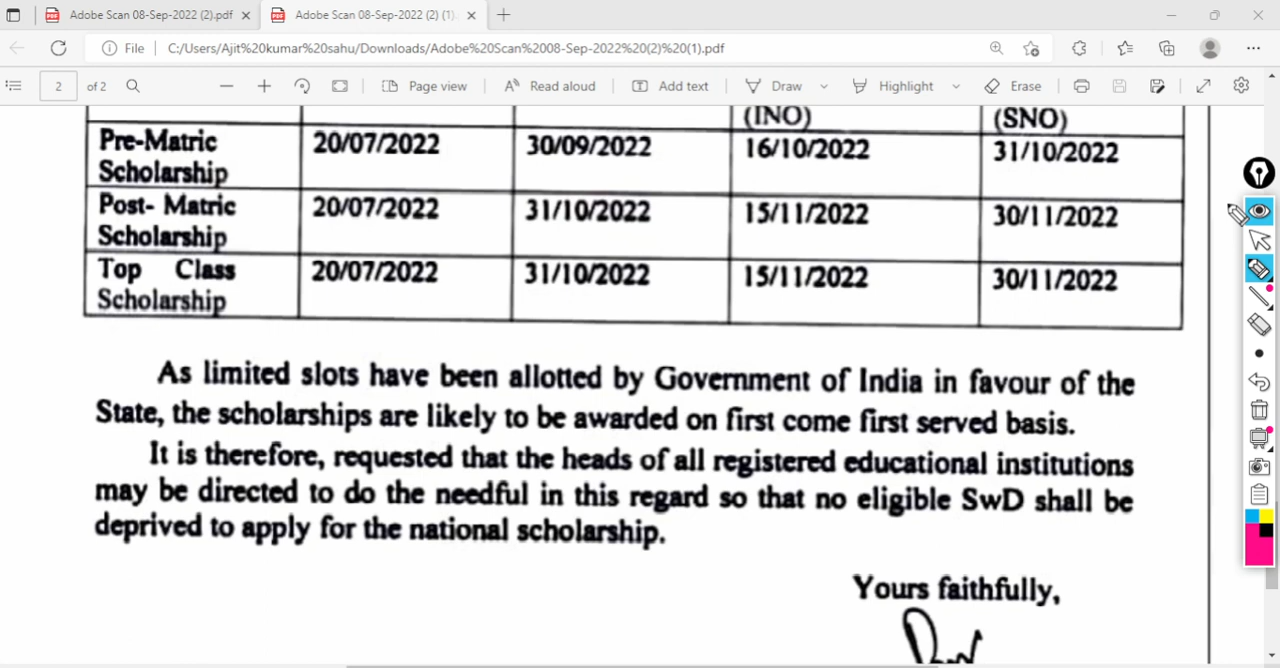 Adobe Scan 08-Sep-2022 (2).pdf
Adobe Scan 08-Sep-2022 (2) (1).
File C:/Users/Ajit%20kumar%20sahu/Downloads/Adobe%20Scan%2008-Sep-2022%20(2)%20(1).pdf
2 of 2 Page view Read aloud Add text Draw Highlight Erase
(INO) (SNO)
Pre-Matric Scholarship 20/07/2022 30/09/2022 16/10/2022 31/10/2022
Post- Matric Scholarship 20/07/2022 31/10/2022 15/11/2022 30/11/2022
Top Class Scholarship 20/07/2022 31/10/2022 15/11/2022 30/11/2022
As limited slots have been allotted by Government of India in favour of the
State, the scholarships are likely to be awarded on first come first served basis.
It is therefore, requested that the heads of all registered educational institutions
may be directed to do the needful in this regard so that no eligible SwD shall be
deprived to apply for the national scholarship.
Yours faithfully,